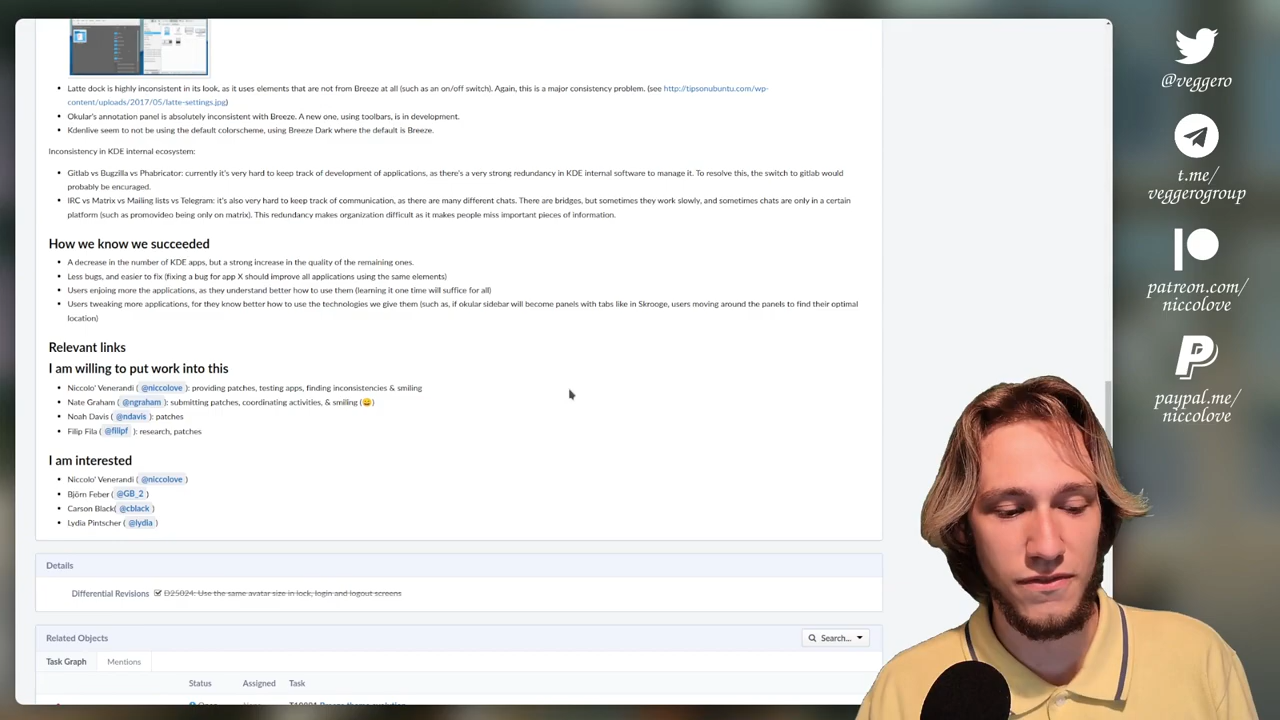 Latte dock is highly inconsistent in its look, as it uses elements that are not from Breeze at all (such as an on/off switch). Again, this is a major consistency problem. (see http://tipsonubuntu.com/wp-
content/uploads/2017/05/latte-settings.jpg)
Okular's annotation panel is absolutely inconsistent with Breeze. A new one, using toolbars, is in development.
Kdenlive seem to not be using the default colorscheme, using Breeze Dark where the default is Breeze.
Inconsistency in KDE internal ecosystem:
Gitlab vs Bugzilla vs Phabricator: currently it's very hard to keep track of development of applications, as there's a very strong redundancy in KDE internal software to manage it. To resolve this, the switch to gitlab would
probably be encuraged.
IRC vs Matrix vs Mailing lists vs Telegram: it's also very hard to keep track of communication, as there are many different chats. There are bridges, but sometimes they work slowly, and sometimes chats are only in a certain
platform (such as promovideo being only on matrix). This redundancy makes organization difficult as it makes people miss important pieces of information.
How we know we succeeded
A decrease in the number of KDE apps, but a strong increase in the quality of the remaining ones.
Less bugs, and easier to fix (fixing a bug for app X should improve all applications using the same elements)
Users enjoing more the applications, as they understand better how to use them (learning it one time will suffice for all)
Users tweaking more applications, for they know better how to use the technologies we give them (such as, if okular sidebar will become panels with tabs like in Skrooge, users moving around the panels to find their optimal
location)
Relevant links
I am willing to put work into this
Niccolo' Venerandi ( @niccolove ): providing patches, testing apps, finding inconsistencies & smiling
Nate Graham ( @ngraham ): submitting patches, coordinating activities, & smiling (😄)
Noah Davis ( @ndavis ): patches
Filip Fila ( @filipf ): research, patches
I am interested
Niccolo' Venerandi ( @niccolove )
Björn Feber ( @GB_2 )
Carson Black( @cblack )
Lydia Pintscher ( @lydia )
Details
Differential Revisions D25024: Use the same avatar size in lock, login and logout screens
Related Objects
Search...
Task Graph Mentions
Status Assigned Task
@veggero
t.me/
veggerogroup
patreon.com/
niccolove
paypal.me/
niccolove